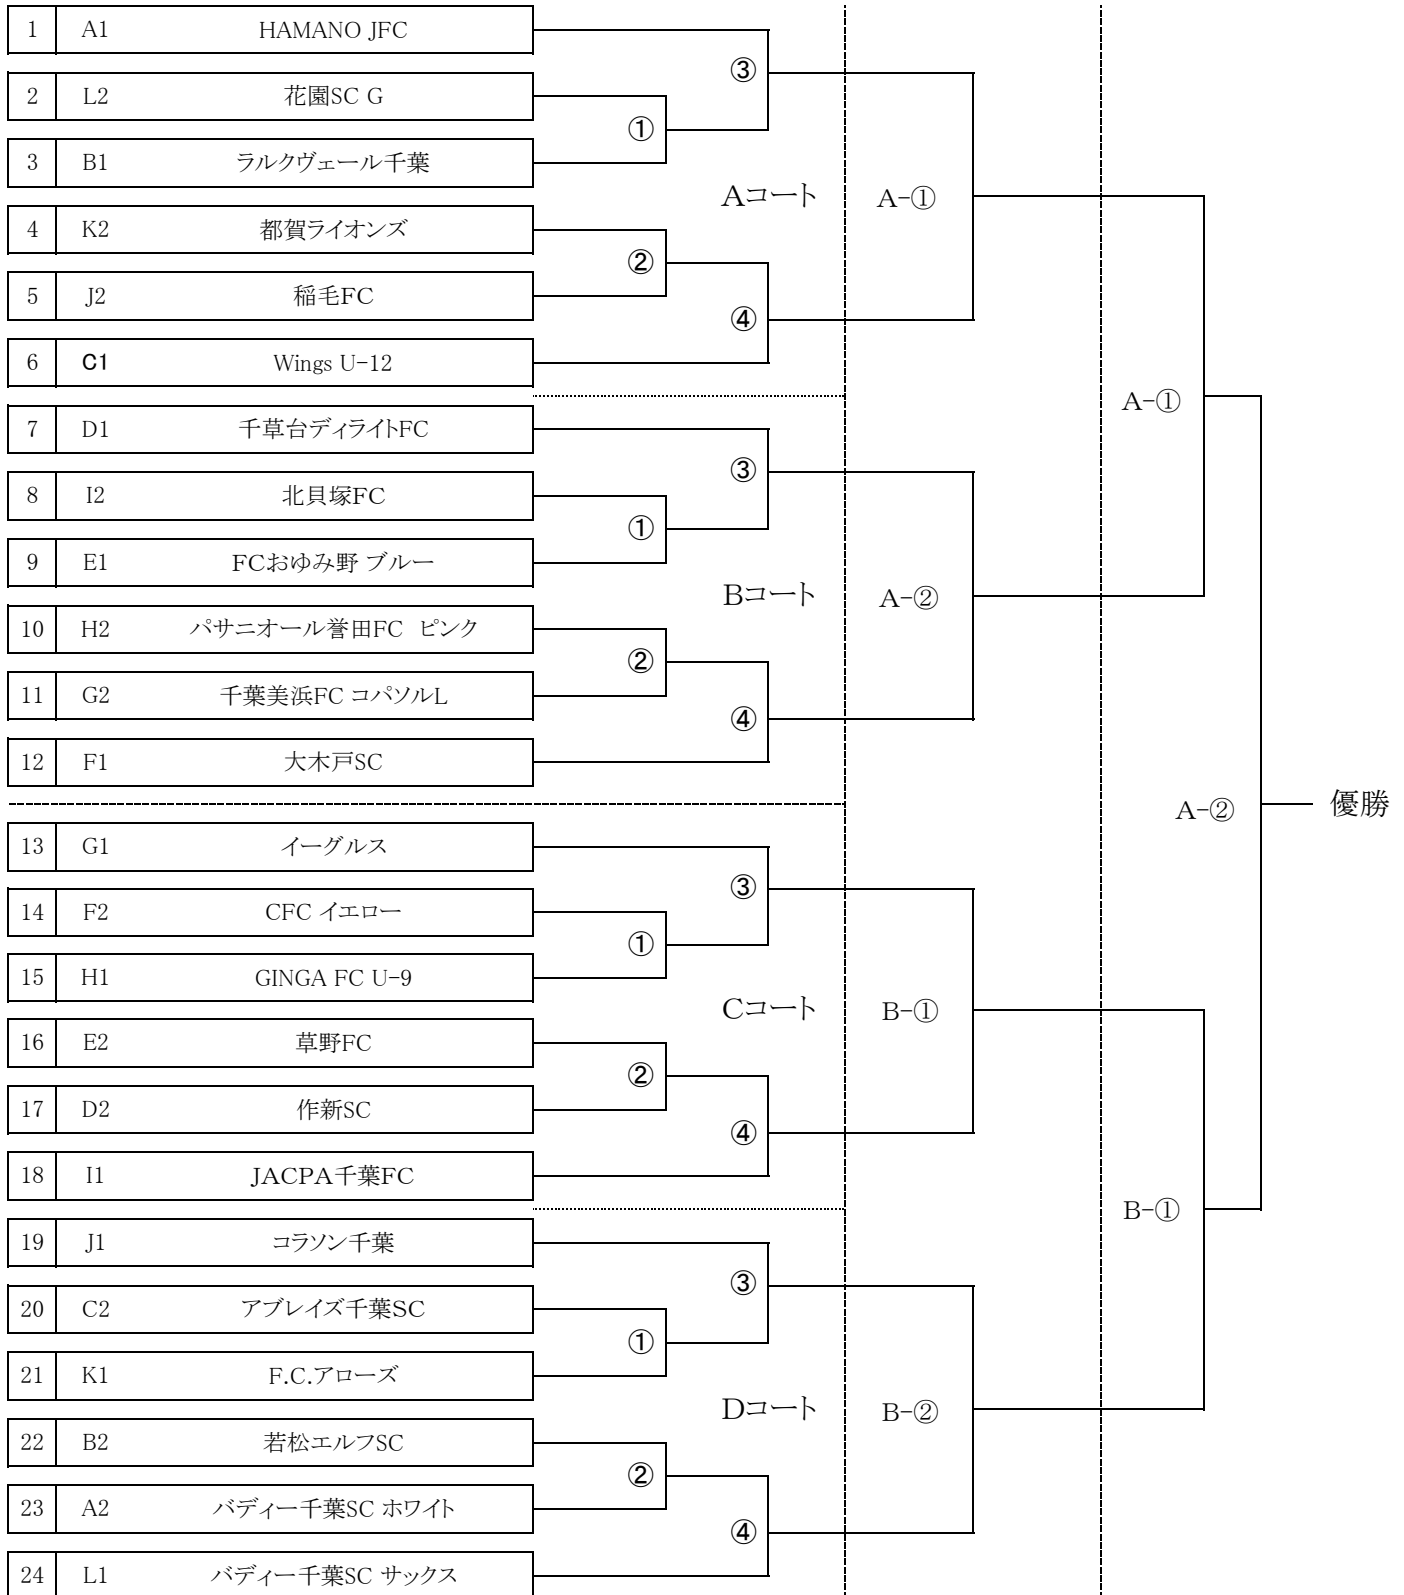 1 A1 HAMANO JFC
③
2 L2 花園SC G
①
3 B1 ラルクヴェール千葉
Aコート A-①
4 K2 都賀ライオンズ
②
5 J2 稲毛FC
④
6 C1 Wings U-12
A-①
7 D1 千草台ディライトFC
③
8 I2 北貝塚FC
①
9 E1 FCおゆみ野 ブルー
Bコート A-②
10 H2 パサニオール誉田FC ピンク
②
11 G2 千葉美浜FC コパソルL
④
12 F1 大木戸SC
A-② 優勝
13 G1 イーグルス
③
14 F2 CFC イエロー
①
15 H1 GINGA FC U-9
Cコート B-①
16 E2 草野FC
②
17 D2 作新SC
④
18 I1 JACPA千葉FC
B-①
19 J1 コラソン千葉
③
20 C2 アブレイズ千葉SC
①
21 K1 F.C.アローズ
Dコート B-②
22 B2 若松エルフSC
②
23 A2 バディー千葉SC ホワイト
④
24 L1 バディー千葉SC サックス